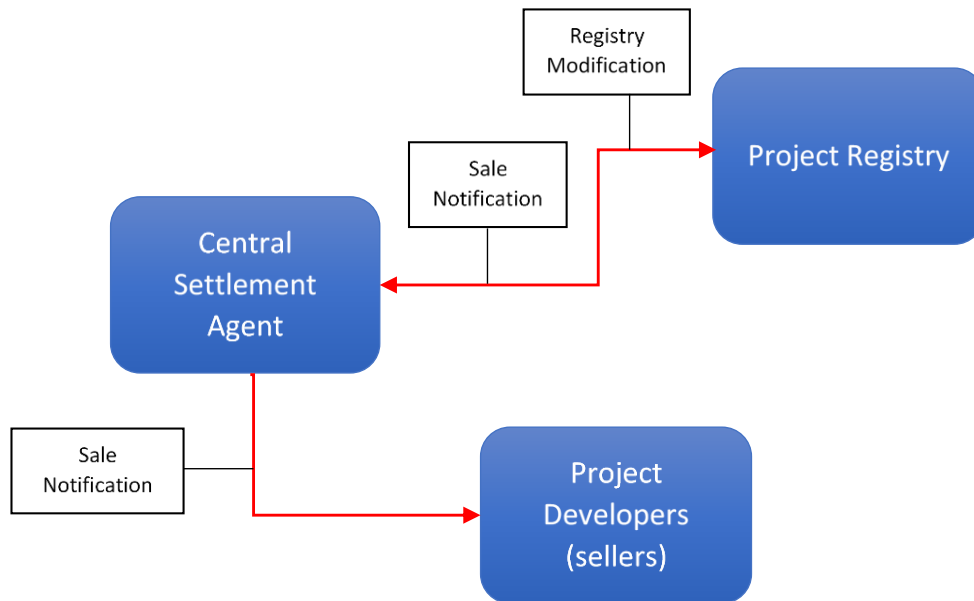 Registry
Modification
Project Registry
Sale
Notification
Central
Settlement
Agent
Sale
Notification
Project
Developers
(sellers)